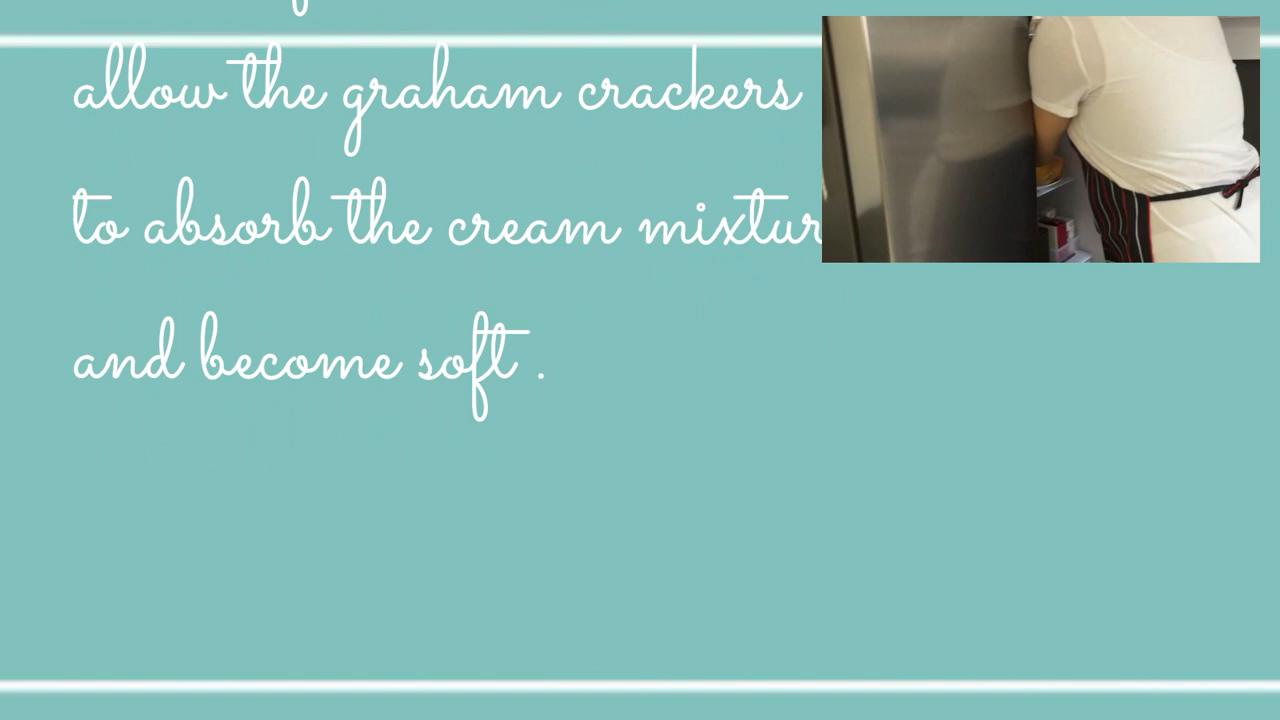 allow the graham crackers
to absorb the cream mixtur
and become soft .